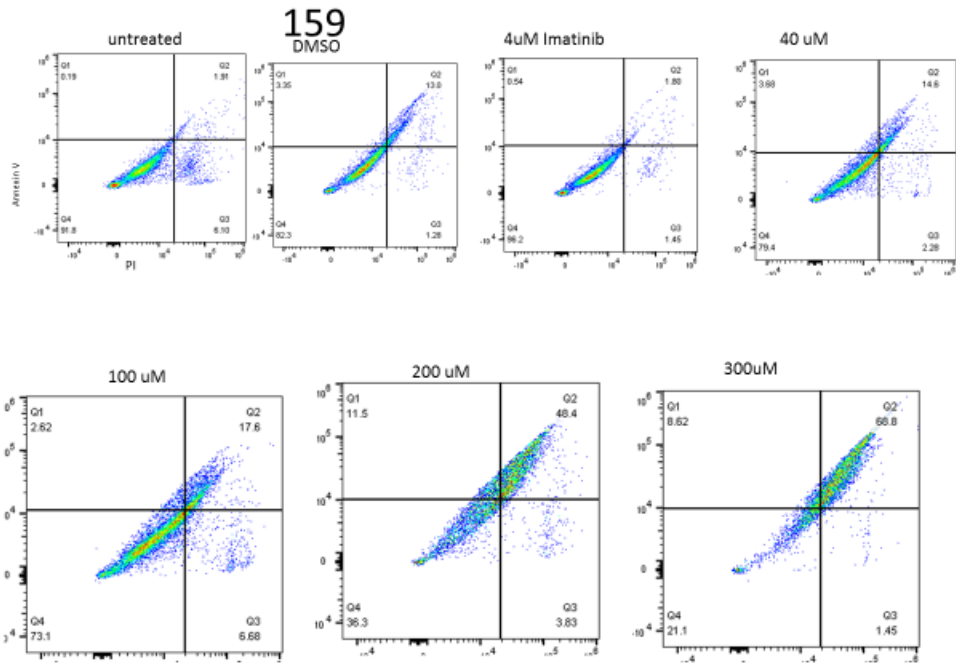 159
untreated
DMSO
4uM Imatinib
40 uM
Q1
0.19
Q2
1.91
Q4
91.8
Q3
6.10
Annexin V
PI
Q1
3.35
Q2
13.0
Q4
82.3
Q3
1.28
Q1
0.54
Q2
1.80
Q4
96.2
Q3
1.45
Q1
3.68
Q2
14.6
Q4
79.4
Q3
2.28
100 uM
200 uM
300uM
Q1
2.62
Q2
17.6
Q4
73.1
Q3
6.68
Q1
11.5
Q2
48.4
Q4
36.3
Q3
3.83
Q1
8.62
Q2
68.8
Q4
21.1
Q3
1.45